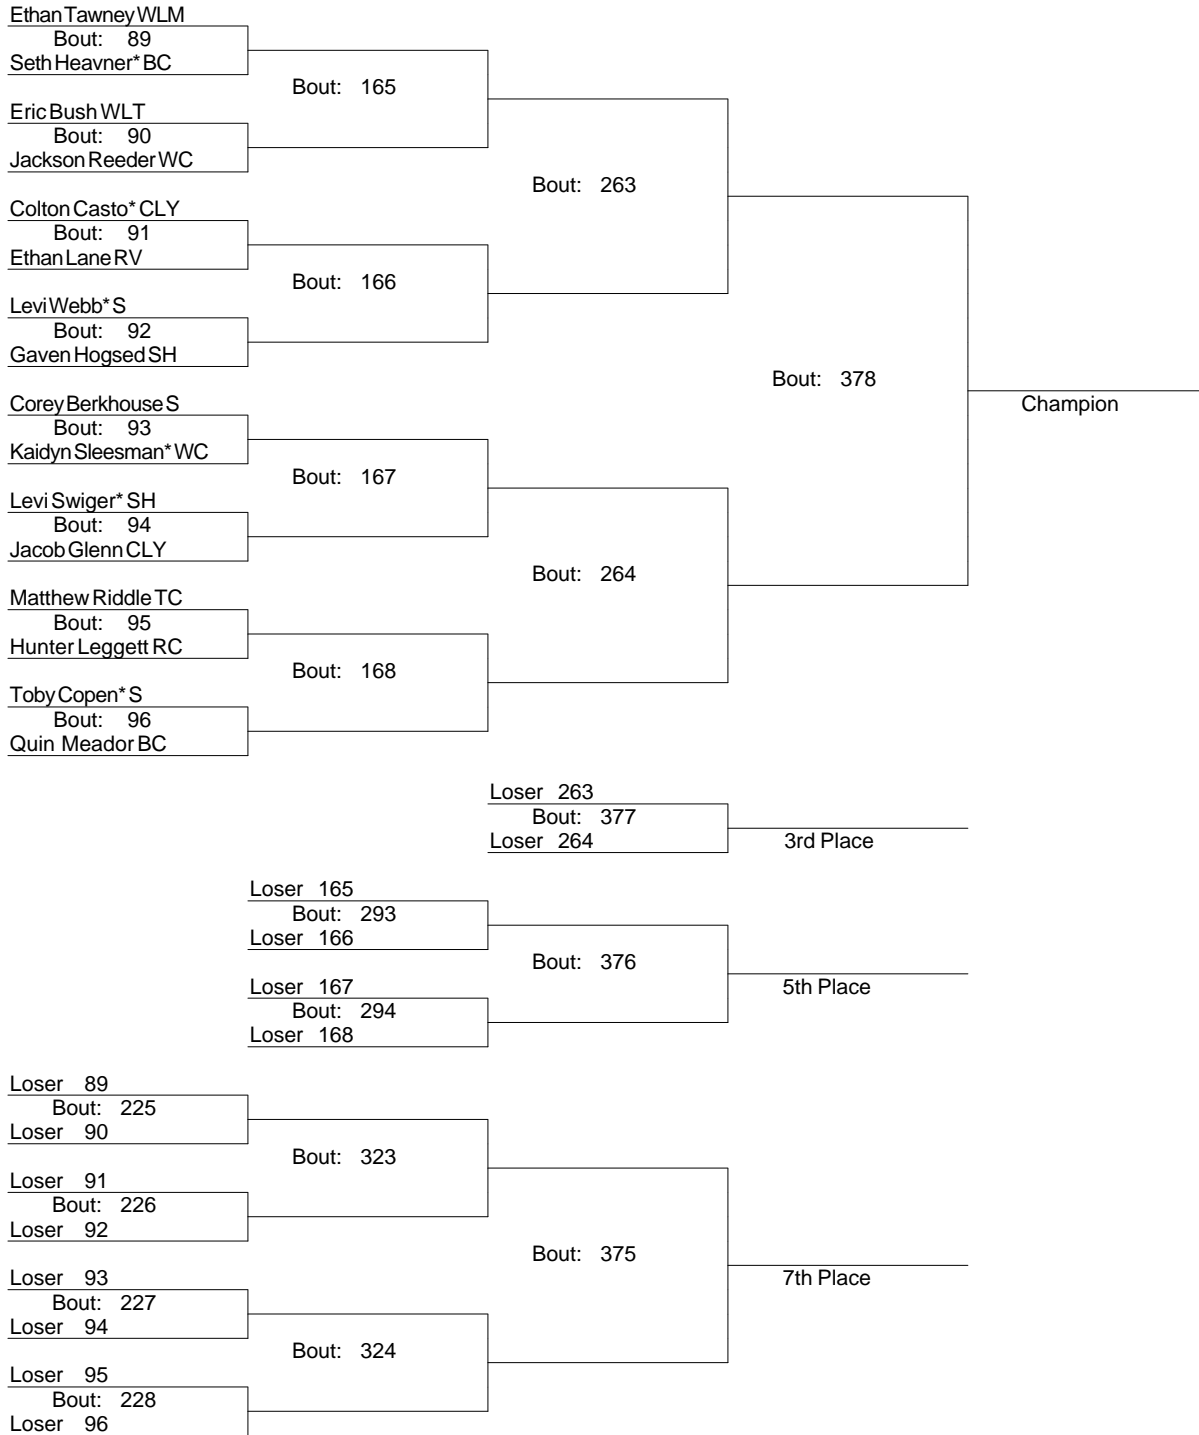 Ethan Tawney WLM
Bout: 89
Seth Heavner* BC
Bout: 165
Eric Bush WLT
Bout: 90
Jackson Reeder WC
Bout: 263
Colton Casto* CLY
Bout: 91
Ethan Lane RV
Bout: 166
Levi Webb* S
Bout: 92
Gaven Hogsed SH
Bout: 378
Champion
Corey Berkhouse S
Bout: 93
Kaidyn Sleesman* WC
Bout: 167
Levi Swiger* SH
Bout: 94
Jacob Glenn CLY
Bout: 264
Matthew Riddle TC
Bout: 95
Hunter Leggett RC
Bout: 168
Toby Copen* S
Bout: 96
Quin Meador BC
Loser 263
Bout: 377
Loser 264
3rd Place
Loser 165
Bout: 293
Loser 166
Bout: 376
Loser 167
5th Place
Bout: 294
Loser 168
Loser 89
Bout: 225
Loser 90
Bout: 323
Loser 91
Bout: 226
Loser 92
Bout: 375
Loser 93
7th Place
Bout: 227
Loser 94
Bout: 324
Loser 95
Bout: 228
Loser 96